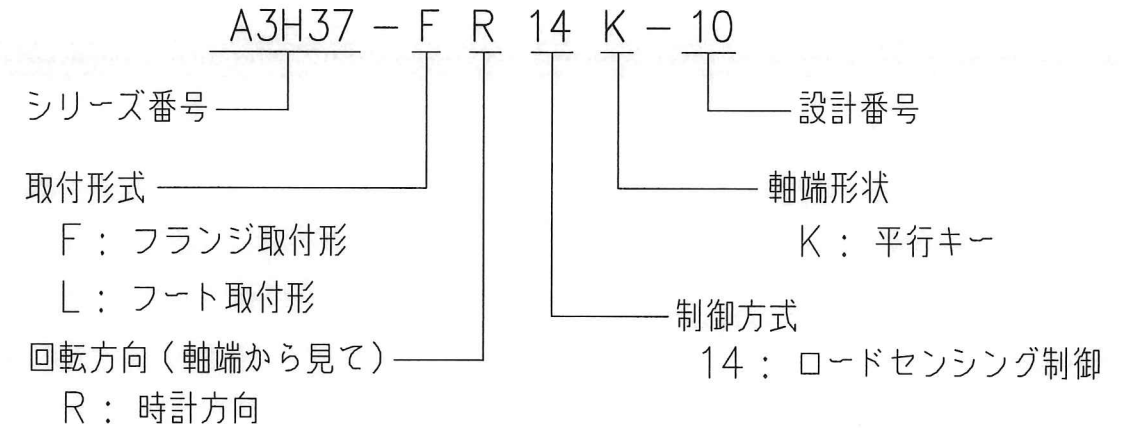 A3H37-FR14K-10
シリーズ番号
設計番号
取付形式
F：フランジ取付形
L：フート取付形
軸端形状
K：平行キー
制御方式
14：ロードセンシング制御
回転方向（軸端から見て）
R：時計方向